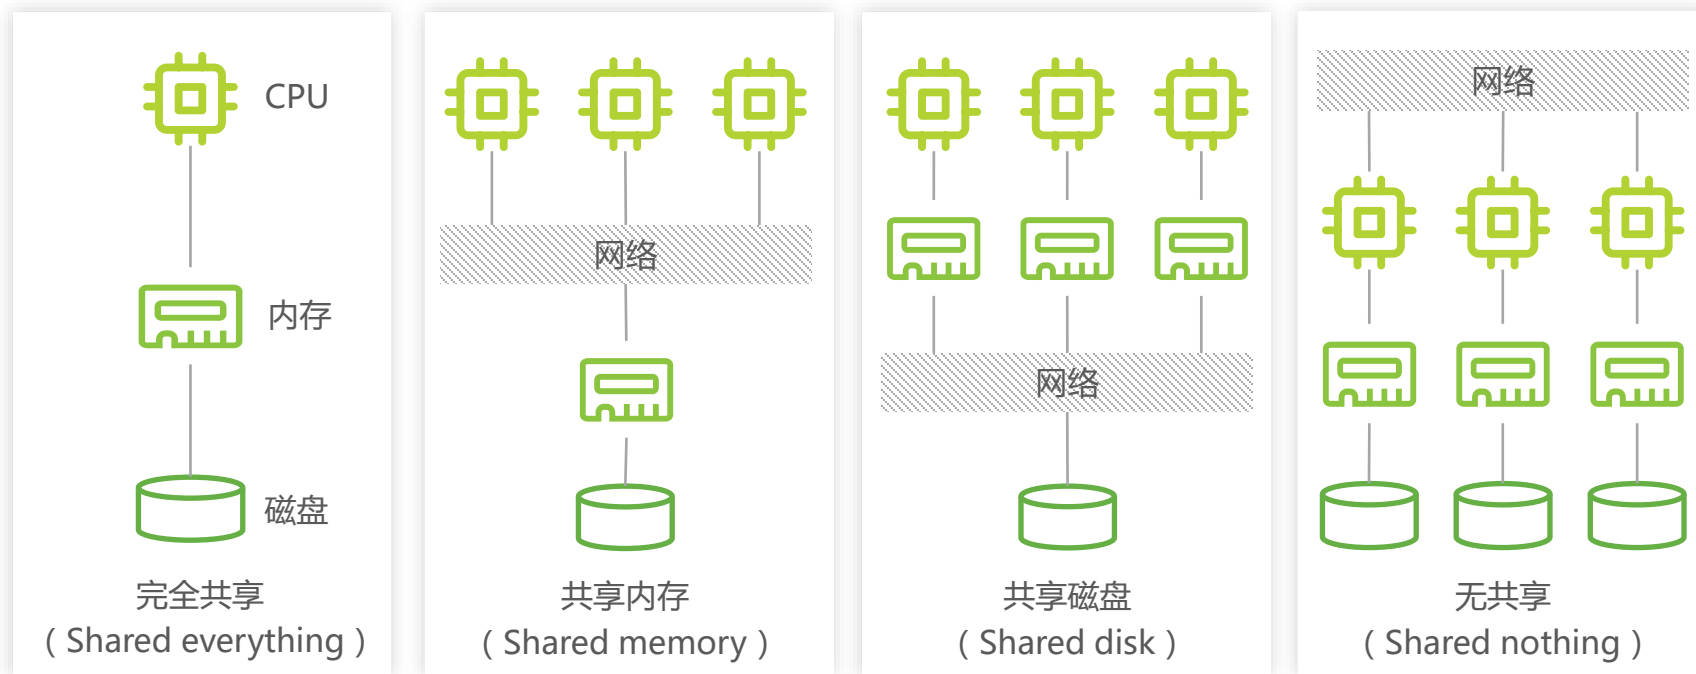 CPU
内存
磁盘
完全共享
( Shared everything )
网络
共享内存
( Shared memory )
网络
共享磁盘
( Shared disk )
网络
无共享
( Shared nothing )